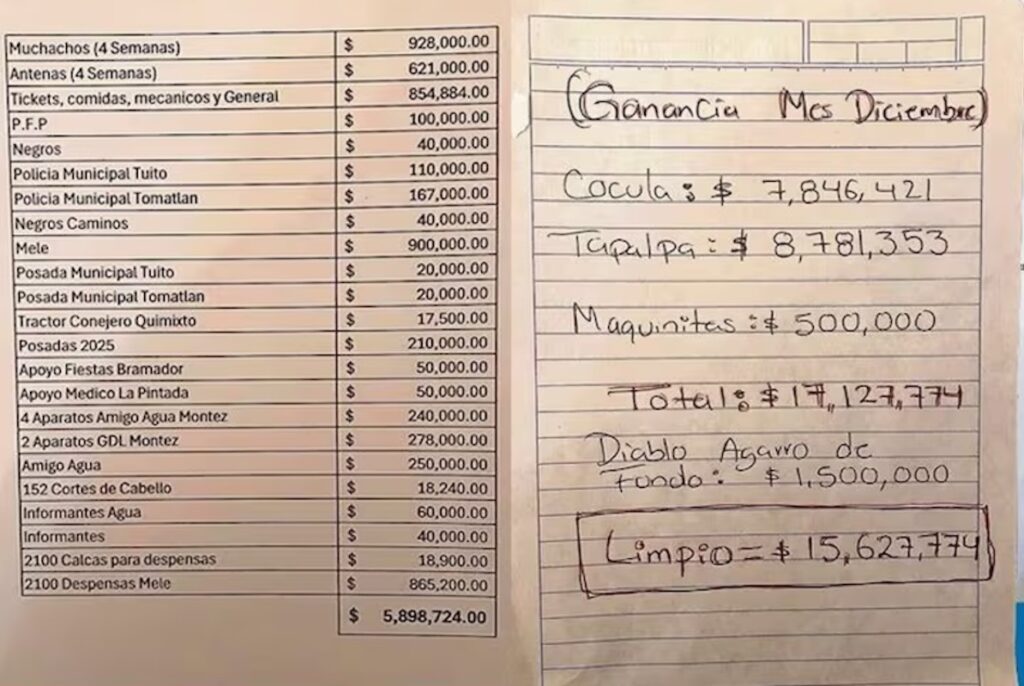 Muchachos (4 Semanas) $ 928,000.00
Antenas (4 Semanas) $ 621,000.00
Tickets, comidas, mecanicos y General $ 854,884.00
P.F.P $ 100,000.00
Negros $ 40,000.00
Policia Municipal Tuito $ 110,000.00
Policia Municipal Tomatlan $ 167,000.00
Negros Caminos $ 40,000.00
Mele $ 900,000.00
Posada Municipal Tuito $ 20,000.00
Posada Municipal Tomatlan $ 20,000.00
Tractor Conejero Quimixto $ 17,500.00
Posadas 2025 $ 210,000.00
Apoyo Fiestas Bramador $ 50,000.00
Apoyo Medico La Pintada $ 50,000.00
4 Aparatos Amigo Agua Montez $ 240,000.00
2 Aparatos GDL Montez $ 278,000.00
Amigo Agua $ 250,000.00
152 Cortes de Cabello $ 18,240.00
Informantes Agua $ 60,000.00
Informantes $ 40,000.00
2100 Calcas para despensas $ 18,900.00
2100 Despensas Mele $ 865,200.00
$ 5,898,724.00
(Ganancia Mes Diciembre)
Cocula: $ 7,846,421
Tapalpa: $ 8,781,353
Maquinitas: $ 500,000
Total: $ 17,127,774
Diablo Agarro de
Fondo: $ 1,500,000
Limpio = $ 15,627,774